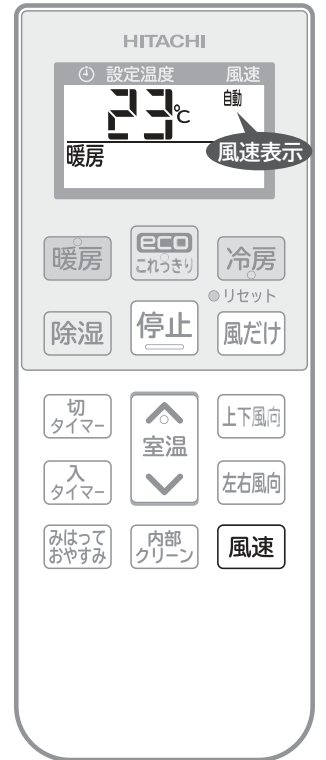 HITACHI
設定温度 風速
23℃ 自動
暖房
風速表示
暖房 eco これっきり 冷房
リセット
除湿 停止 風だけ
切タイマー 室温 上下風向
入タイマー 左右風向
みはっておやすみ 内部クリーン 風速